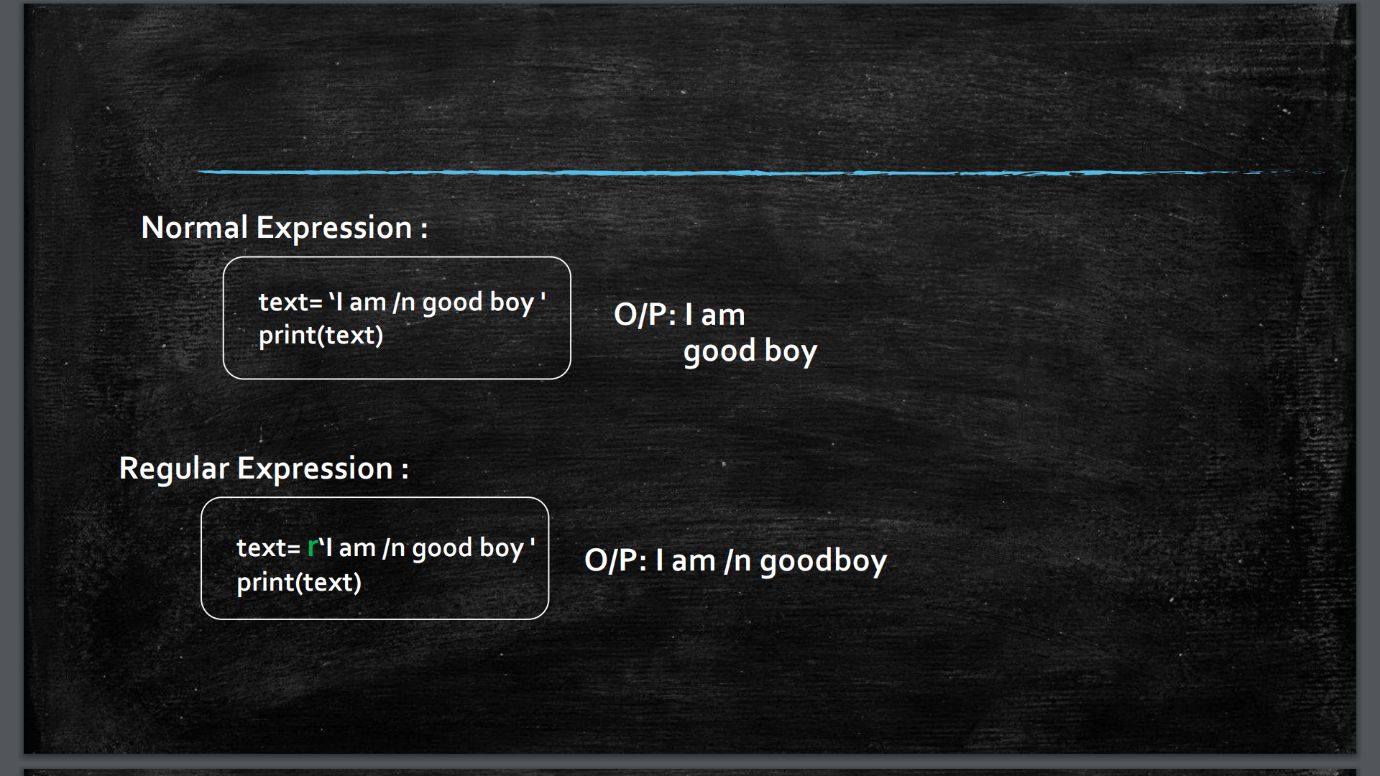 Normal Expression :
text= ‘I am /n good boy '
print(text)
O/P: I am
good boy
Regular Expression :
text= r‘I am /n good boy '
print(text)
O/P: I am /n goodboy